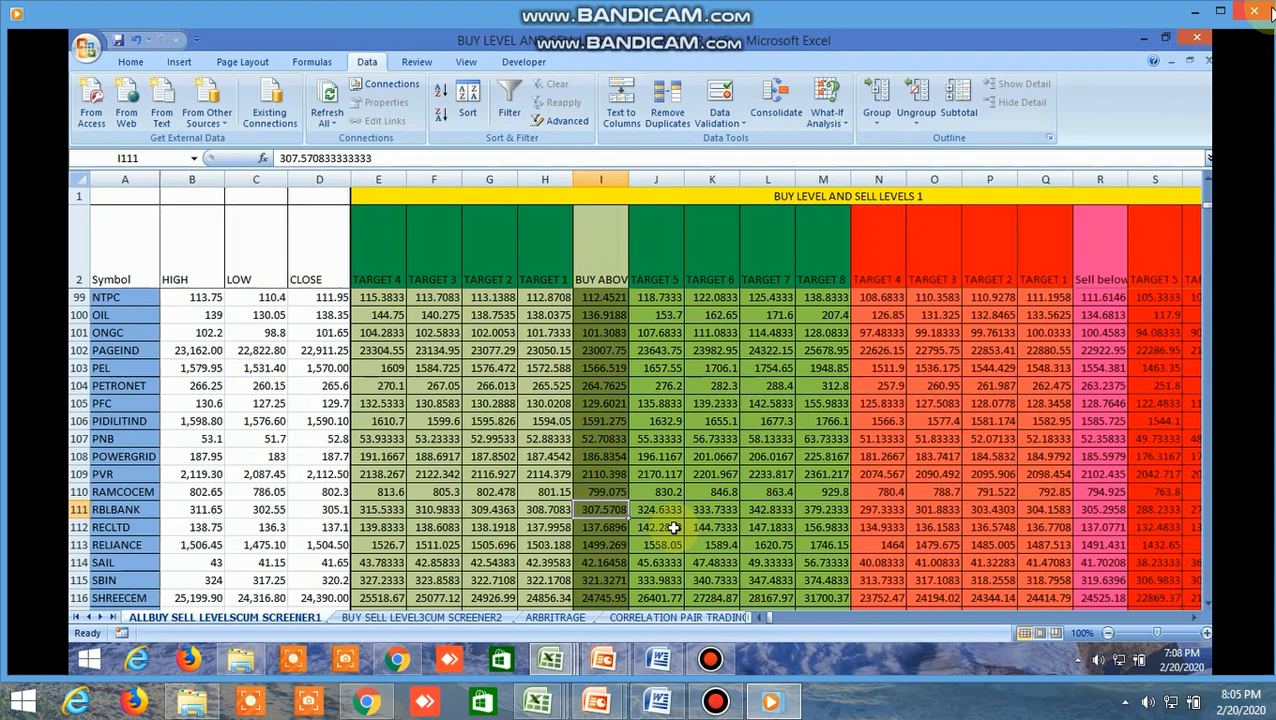 www.BANDICAM.com
BUY LEVEL AND SELL LEVEL
www.BANDICAM.com
Microsoft Excel
Home Insert Page Layout Formulas Data Review View Developer
From Access
From Web
From Text
From Other Sources
Existing Connections
Refresh All
Connections
Properties
Edit Links
Sort
Filter
Clear
Reapply
Advanced
Text to Columns
Remove Duplicates
Data Validation
Consolidate
What-If Analysis
Group
Ungroup
Subtotal
Show Detail
Hide Detail
Get External Data Connections Sort & Filter Data Tools Outline
I111 fx 307.570833333333
A B C D E F G H I J K L M N O P Q R S
1 BUY LEVEL AND SELL LEVELS 1
2 Symbol HIGH LOW CLOSE TARGET 4 TARGET 3 TARGET 2 TARGET 1 BUY ABOV TARGET 5 TARGET 6 TARGET 7 TARGET 8 TARGET 4 TARGET 3 TARGET 2 TARGET 1 Sell below TARGET 5
99 NTPC 113.75 110.4 111.95 115.3833 113.7083 113.1388 112.8708 112.4521 118.7333 122.0833 125.4333 138.8333 108.6833 110.3583 110.9278 111.1958 111.6146 105.3333
100 OIL 139 130.05 138.35 144.75 140.275 138.7535 138.0375 136.9188 153.7 162.65 171.6 207.4 126.85 131.325 132.8465 133.5625 134.6813 117.9
101 ONGC 102.2 98.8 101.65 104.2833 102.5833 102.0053 101.7333 101.3083 107.6833 111.0833 114.4833 128.0833 97.48333 99.18333 99.76133 100.0333 100.4583 94.08333
102 PAGEIND 23,162.00 22,822.80 22,911.25 23304.55 23134.95 23077.29 23050.15 23007.75 23643.75 23982.95 24322.15 25678.95 22626.15 22795.75 22853.41 22880.55 22922.95 22286.95
103 PEL 1,579.95 1,531.40 1,570.00 1609 1584.725 1576.472 1572.588 1566.519 1657.55 1706.1 1754.65 1948.85 1511.9 1536.175 1544.429 1548.313 1554.381 1463.35
104 PETRONET 266.25 260.15 265.6 270.1 267.05 266.013 265.525 264.7625 276.2 282.3 288.4 312.8 257.9 260.95 261.987 262.475 263.2375 251.8
105 PFC 130.6 127.25 129.7 132.5333 130.8583 130.2888 130.0208 129.6021 135.8833 139.2333 142.5833 155.9833 125.8333 127.5083 128.0778 128.3458 128.7646 122.4833
106 PIDILITIND 1,598.80 1,576.60 1,590.10 1610.7 1599.6 1595.826 1594.05 1591.275 1632.9 1655.1 1677.3 1766.1 1566.3 1577.4 1581.174 1582.95 1585.725 1544.1
107 PNB 53.1 51.7 52.8 53.93333 53.23333 52.99533 52.88333 52.70833 55.33333 56.73333 58.13333 63.73333 51.13333 51.83333 52.07133 52.18333 52.35833 49.73333
108 POWERGRID 187.95 183 187.7 191.1667 188.6917 187.8502 187.4542 186.8354 196.1167 201.0667 206.0167 225.8167 181.2667 183.7417 184.5832 184.9792 185.5979 176.3167
109 PVR 2,119.30 2,087.45 2,112.50 2138.267 2122.342 2116.927 2114.379 2110.398 2170.117 2201.967 2233.817 2361.217 2074.567 2090.492 2095.906 2098.454 2102.435 2042.717
110 RAMCOCEM 802.65 786.05 802.3 813.6 805.3 802.478 801.15 799.075 830.2 846.8 863.4 929.8 780.4 788.7 791.522 792.85 794.925 763.8
111 RBLBANK 311.65 302.55 305.1 315.5333 310.9833 309.4363 308.7083 307.5708 324.6333 333.7333 342.8333 379.2333 297.3333 301.8833 303.4303 304.1583 305.2958 288.2333
112 RECLTD 138.75 136.3 137.1 139.8333 138.6083 138.1918 137.9958 137.6896 144.7333 147.1833 156.9833 134.9333 136.1583 136.5748 136.7708 137.0771 132.4833
113 RELIANCE 1,506.45 1,475.10 1,504.50 1526.7 1511.025 1505.696 1503.188 1499.269 1558.05 1589.4 1620.75 1746.15 1464 1479.675 1485.005 1487.513 1491.431 1432.65
114 SAIL 43 41.15 41.65 43.78333 42.85833 42.54383 42.39583 42.16458 45.63333 47.48333 49.33333 56.73333 40.08333 41.00833 41.32283 41.47083 41.70208 38.23333
115 SBIN 324 317.25 320.2 327.2333 323.8583 322.7108 322.1708 321.3271 333.9833 340.7333 347.4833 374.4833 313.7333 317.1083 318.2558 318.7958 319.6396 306.9833
116 SHREECEM 25,199.90 24,316.80 24,390.00 25518.67 25077.12 24926.99 24856.34 24745.95 26401.77 27284.87 28167.97 31700.37 23752.47 24194.02 24344.14 24414.79 24525.18 22869.37
ALLBUY SELL LEVELSCUM SCREENER1 BUY SELL LEVEL3CUM SCREENER2 ARBRITRAGE CORRELATION PAIR TRADING
Ready 100%
7:08 PM
2/20/2020
8:05 PM
2/20/2020